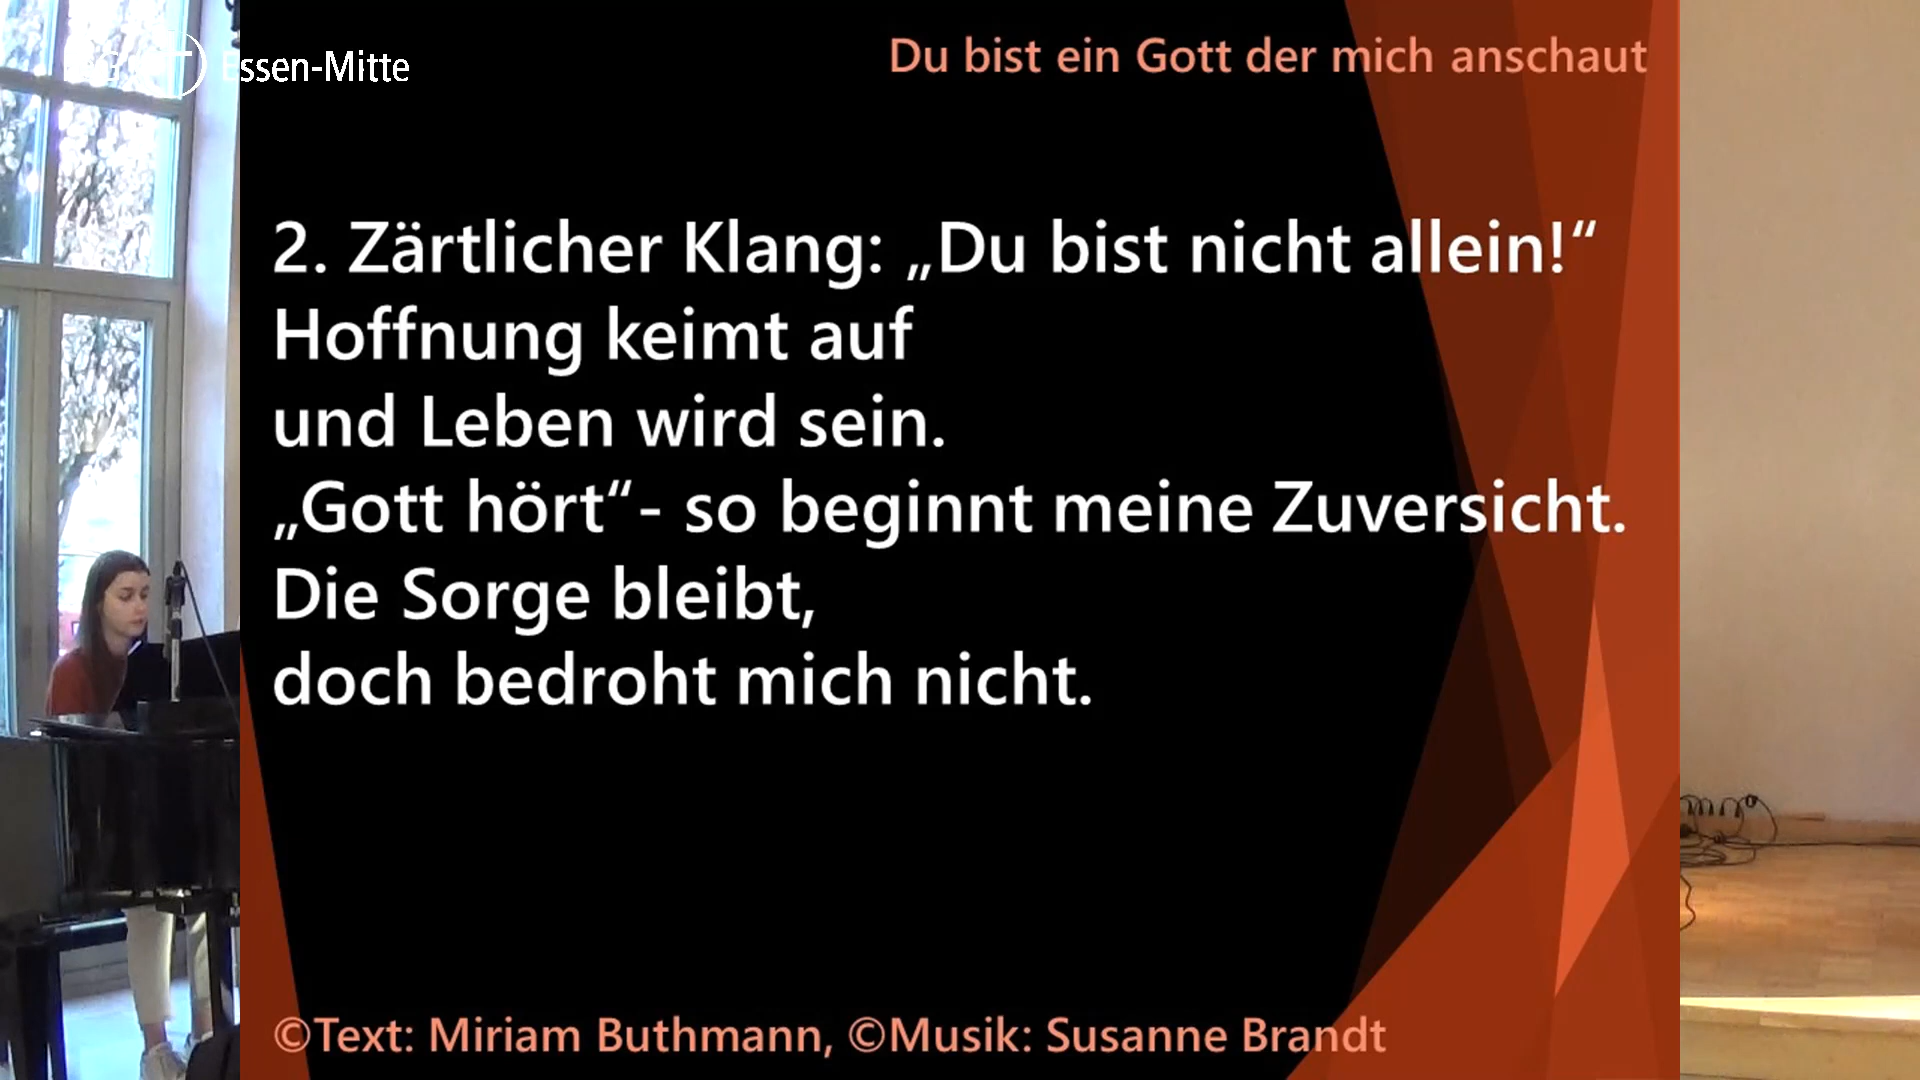 Essen-Mitte
Du bist ein Gott der mich anschaut
2. Zärtlicher Klang: „Du bist nicht allein!“
Hoffnung keimt auf
und Leben wird sein.
„Gott hört“- so beginnt meine Zuversicht.
Die Sorge bleibt,
doch bedroht mich nicht.
©Text: Miriam Buthmann, ©Musik: Susanne Brandt